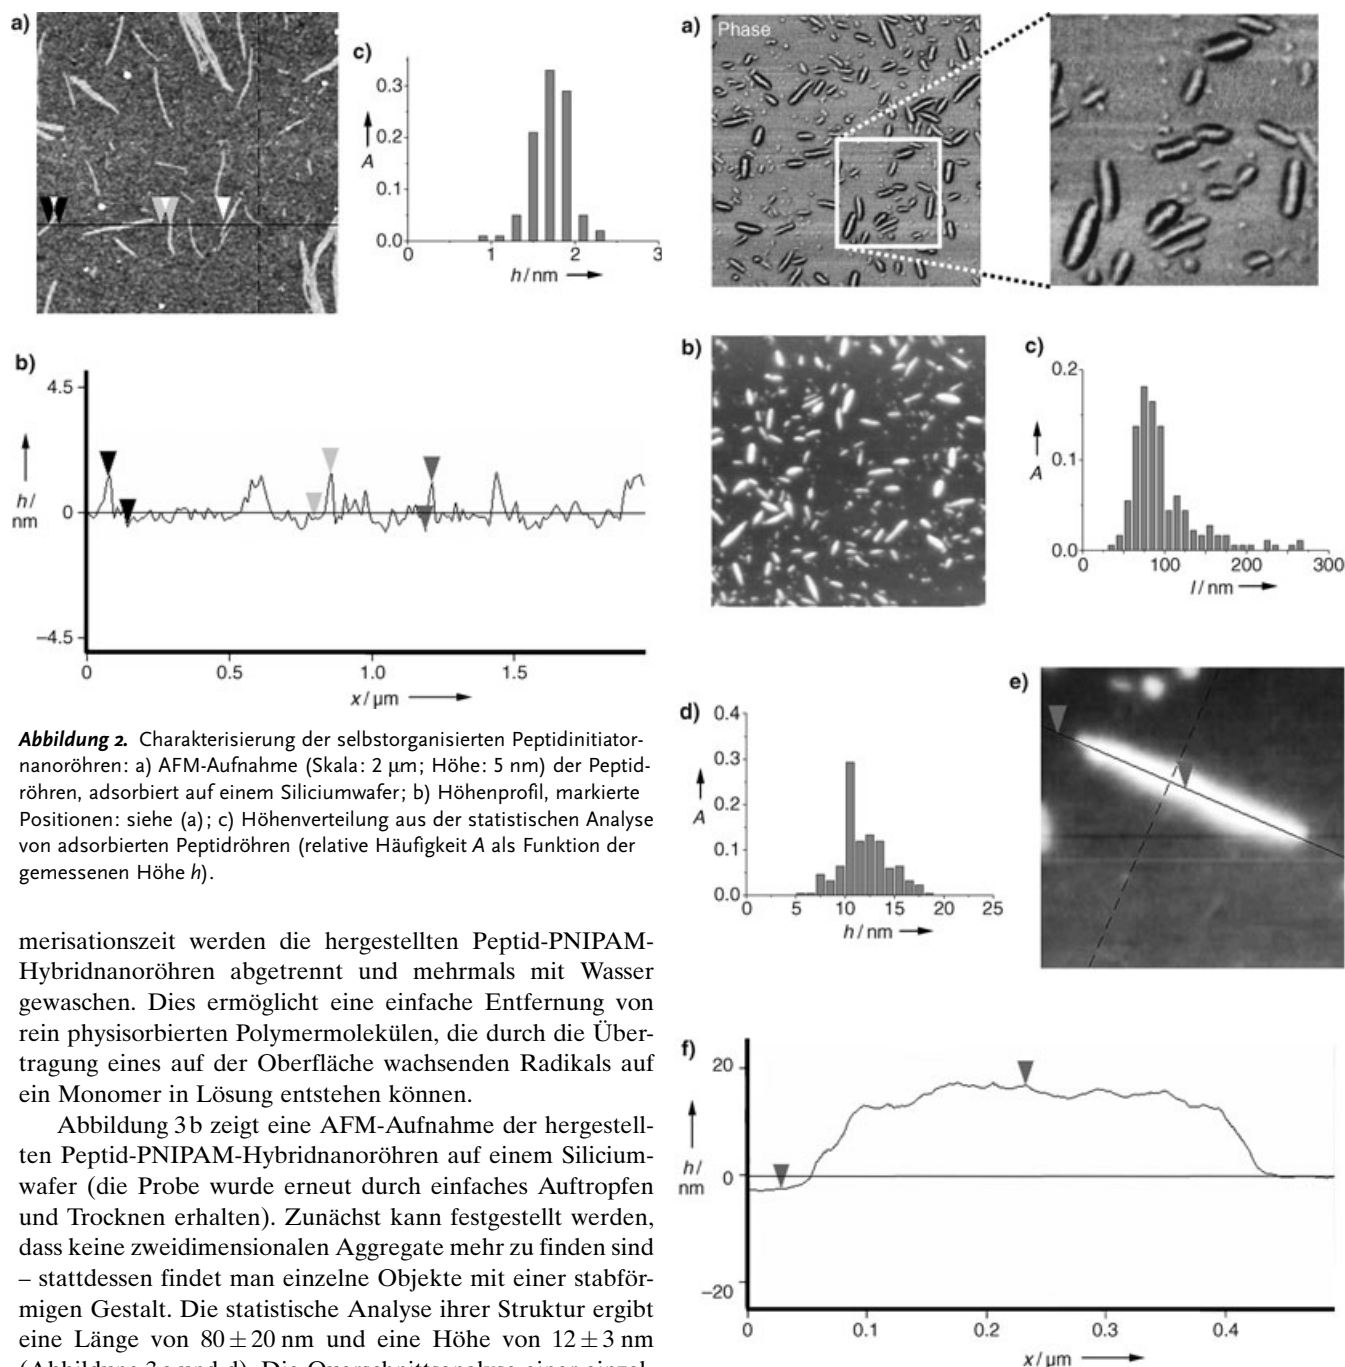 a)
c)
0.3
0.2
A
0.1
0.0
0
1
2
3
h/nm
b)
4.5
h/
nm
0
–4.5
0
0.5
1.0
1.5
x/µm
Abbildung 2. Charakterisierung der selbstorganisierten Peptidinitiator-
nanoröhren: a) AFM-Aufnahme (Skala: 2 µm; Höhe: 5 nm) der Peptid-
röhren, adsorbiert auf einem Siliciumwafer; b) Höhenprofil, markierte
Positionen: siehe (a); c) Höhenverteilung aus der statistischen Analyse
von adsorbierten Peptidröhren (relative Häufigkeit A als Funktion der
gemessenen Höhe h).
merisationszeit werden die hergestellten Peptid-PNIPAM-
Hybridnanoröhren abgetrennt und mehrmals mit Wasser
gewaschen. Dies ermöglicht eine einfache Entfernung von
rein physisorbierten Polymermolekülen, die durch die Über-
tragung eines auf der Oberfläche wachsenden Radikals auf
ein Monomer in Lösung entstehen können.
Abbildung 3b zeigt eine AFM-Aufnahme der hergestell-
ten Peptid-PNIPAM-Hybridnanoröhren auf einem Silicium-
wafer (die Probe wurde erneut durch einfaches Auftropfen
und Trocknen erhalten). Zunächst kann festgestellt werden,
dass keine zweidimensionalen Aggregate mehr zu finden sind
– stattdessen findet man einzelne Objekte mit einer stabför-
migen Gestalt. Die statistische Analyse ihrer Struktur ergibt
eine Länge von 80 ± 20 nm und eine Höhe von 12 ± 3 nm
(Abbildung 3c und d). Die Querschnittsanalyse einer einzel-
a)
Phase
b)
c)
0.2
0.1
A
0.0
0
100
200
300
l/nm
d)
0.4
0.3
0.2
A
0.1
0.0
0
5
10
15
20
25
h/nm
e)
f)
20
h/
nm
0
–20
0
0.1
0.2
0.3
0.4
x/µm